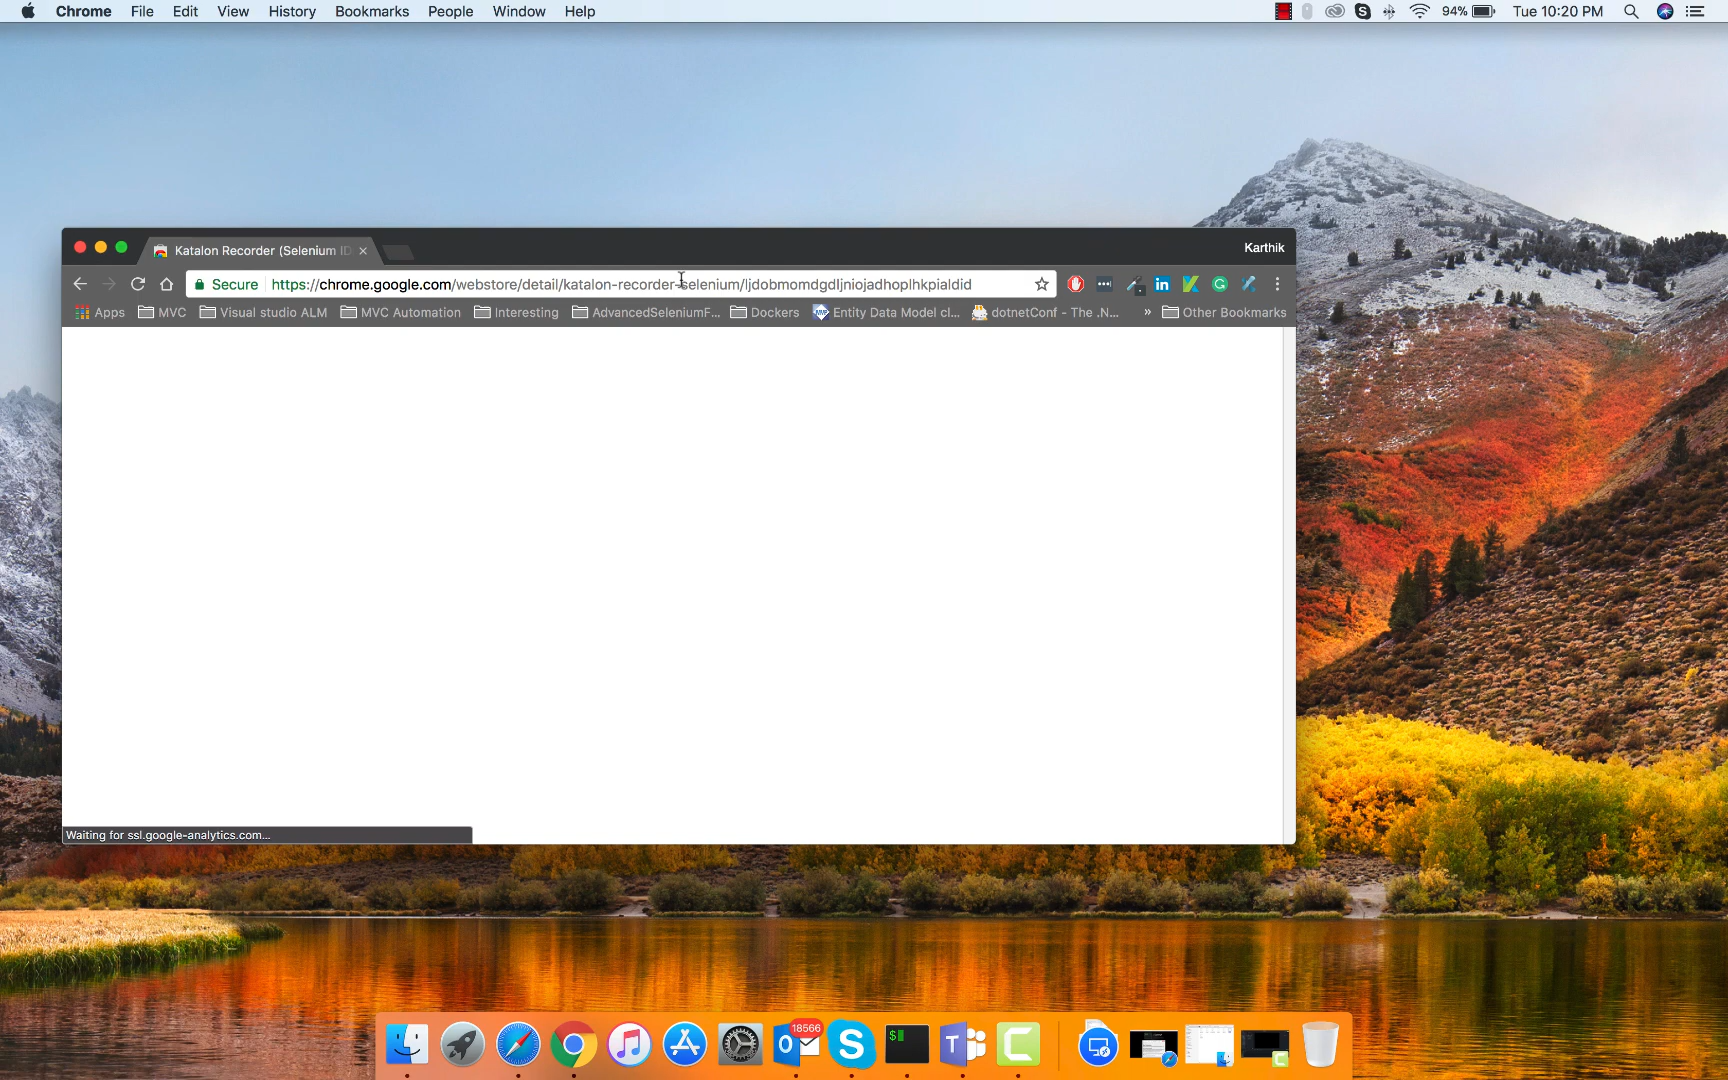 Chrome File Edit View History Bookmarks People Window Help 94% Tue 10:20 PM
Katalon Recorder (Selenium ID
Karthik
Secure https://chrome.google.com/webstore/detail/katalon-recorder-selenium/ljdobmomdgdljniojadhoplhkpialdid
Apps MVC Visual studio ALM MVC Automation Interesting AdvancedSeleniumF... Dockers Entity Data Model cl... dotnetConf - The .N... » Other Bookmarks
Waiting for ssl.google-analytics.com...
18566